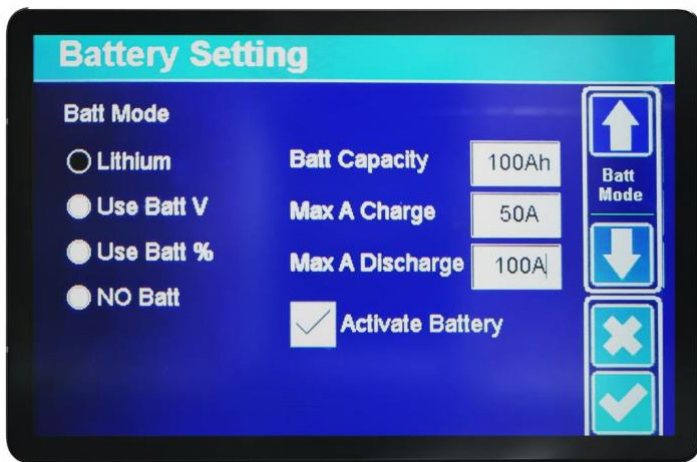 Battery Setting
Batt Mode
Lithium
Use Batt V
Use Batt %
NO Batt
Batt Capacity 100Ah
Max A Charge 50A
Max A Discharge 100A
Activate Battery
Batt
Mode